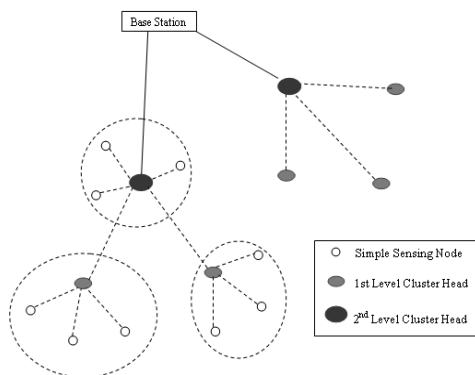 Base Station
Simple Sensing Node
1st Level Cluster Head
2nd Level Cluster Head